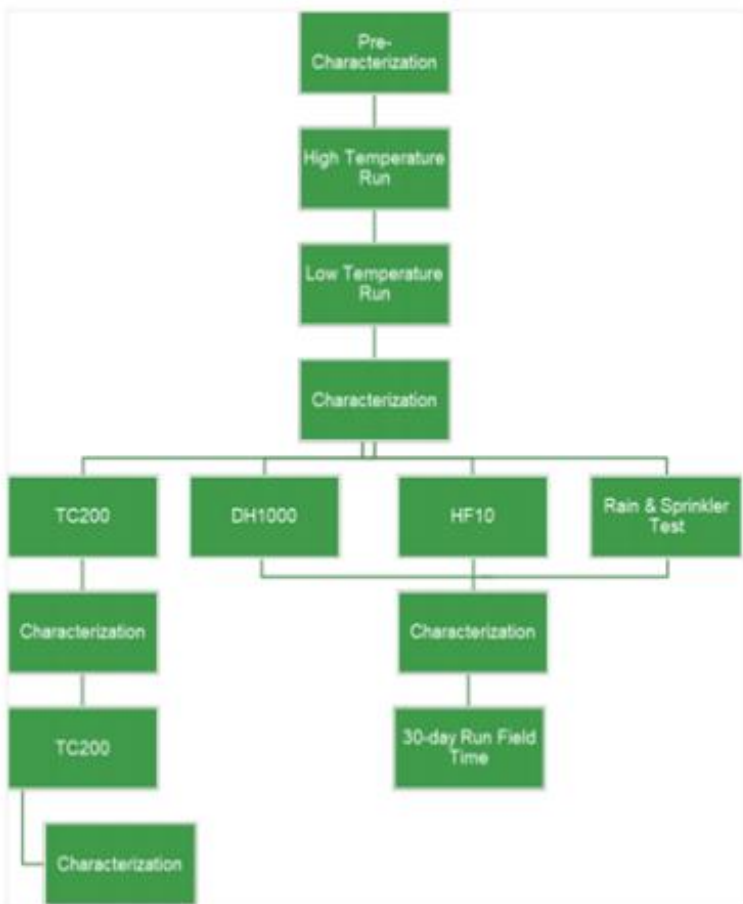 Pre-
Characterization
High Temperature
Run
Low Temperature
Run
Characterization
TC200
DH1000
HF10
Rain & Sprinkler
Test
Characterization
Characterization
TC200
30-day Run Field
Time
Characterization